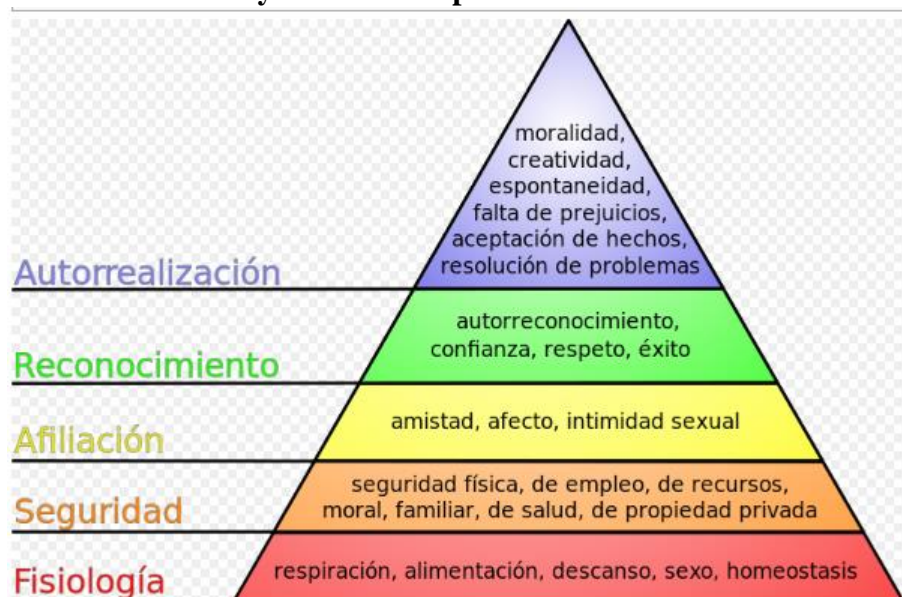 moralidad,
creatividad,
espontaneidad,
falta de prejuicios,
aceptación de hechos,
resolución de problemas
Autorrealización
autorreconocimiento,
confianza, respeto, éxito
Reconocimiento
amistad, afecto, intimidad sexual
Afiliación
seguridad física, de empleo, de recursos,
moral, familiar, de salud, de propiedad privada
Seguridad
respiración, alimentación, descanso, sexo, homeostasis
Fisiología